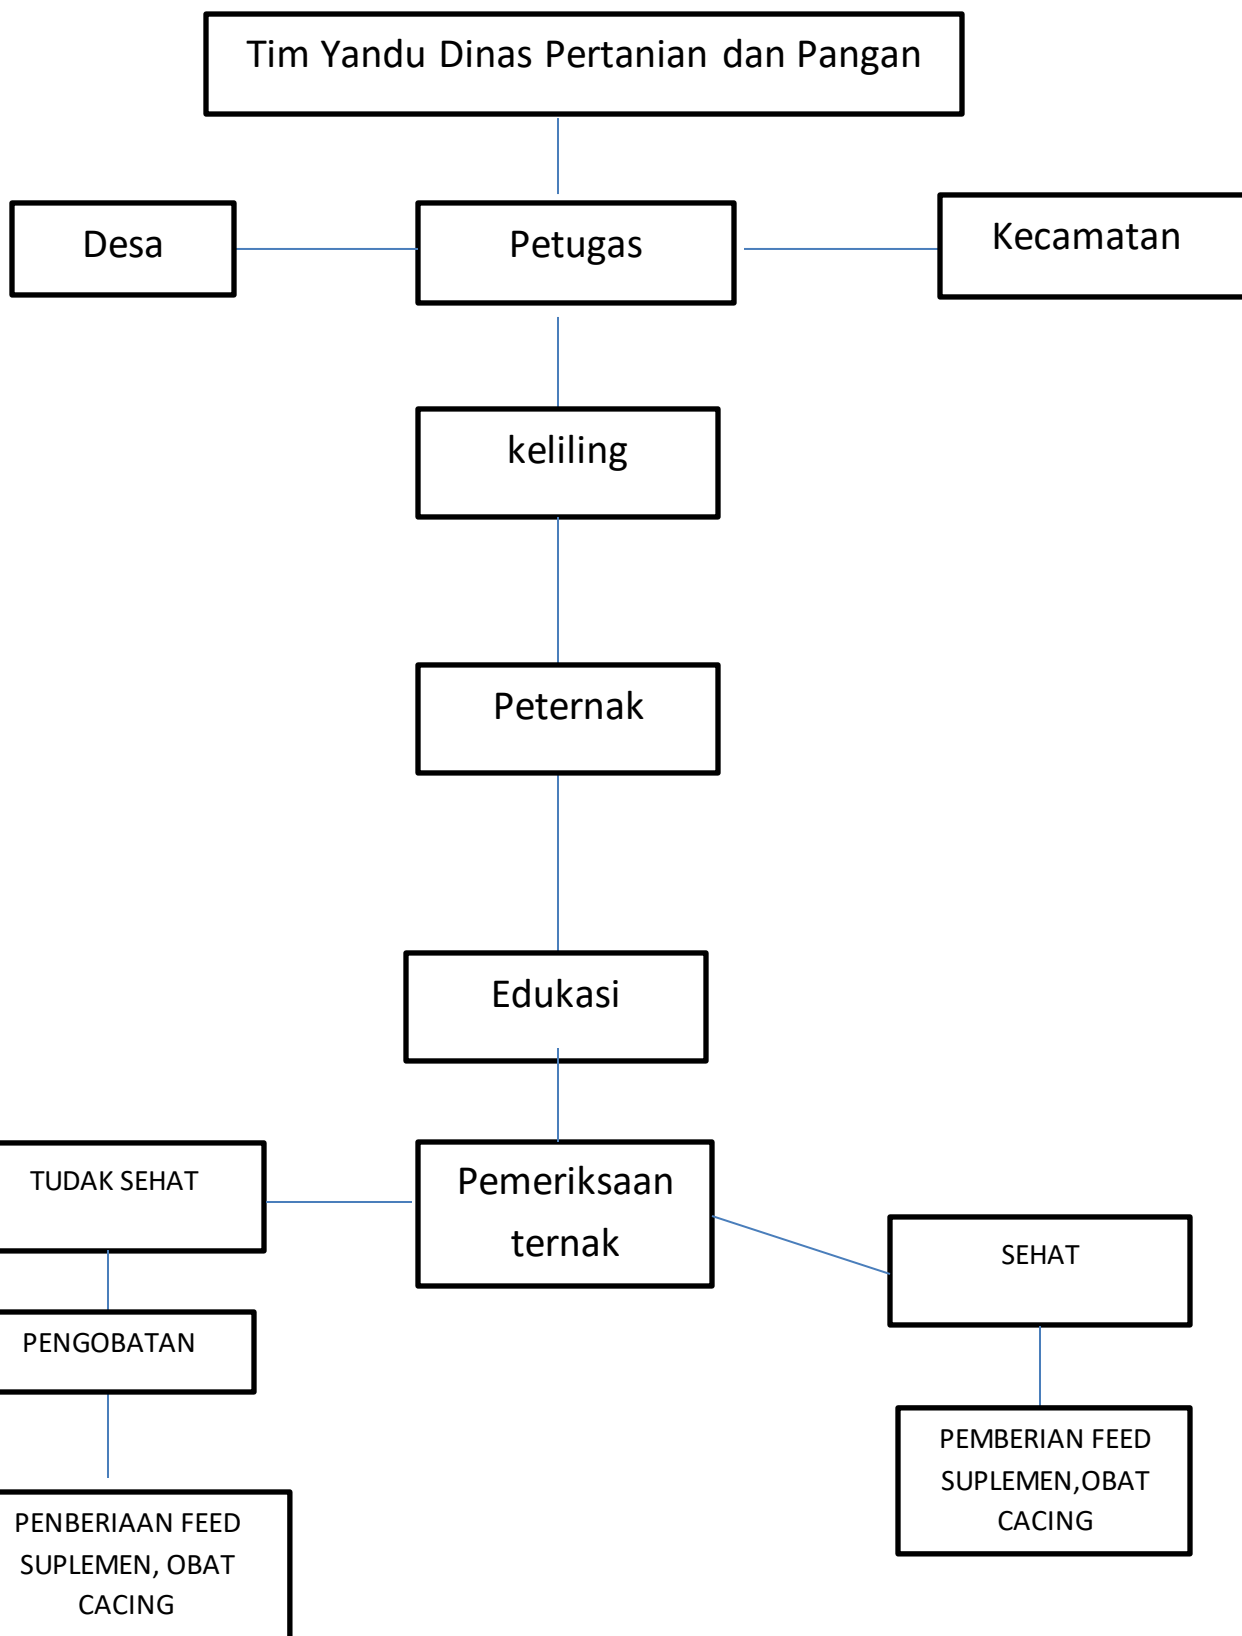 Tim Yandu Dinas Pertanian dan Pangan
Desa
Petugas
Kecamatan
keliling
Peternak
Edukasi
TUDAK SEHAT
Pemeriksaan
ternak
SEHAT
PENGOBATAN
PEMBERIAN FEED
SUPLEMEN,OBAT
CACING
PENBERIAAN FEED
SUPLEMEN, OBAT
CACING